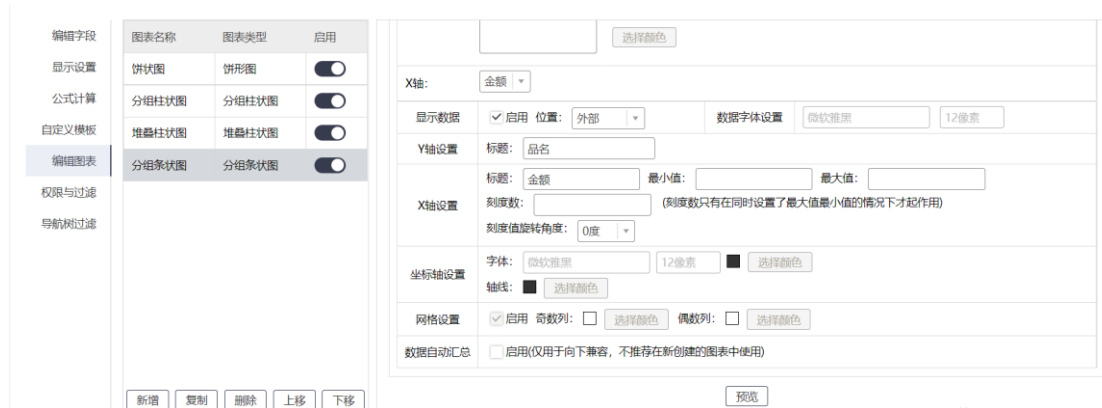 编辑字段
显示设置
公式计算
自定义模板
编辑图表
权限与过滤
导航树过滤
图表名称 图表类型 启用
饼状图 饼形图
分组柱状图 分组柱状图
堆叠柱状图 堆叠柱状图
分组条状图 分组条状图
新增 复制 删除 上移 下移
选择颜色
X轴: 金额
显示数据 启用 位置: 外部 数据字体设置 微软雅黑 12像素
Y轴设置 标题: 品名
X轴设置 标题: 金额 最小值: 最大值:
刻度数: (刻度数只有在同时设置了最大值最小值的情况下才起作用)
刻度值旋转角度: 0度
坐标轴设置 字体: 微软雅黑 12像素 选择颜色
轴线: 选择颜色
网格设置 启用 奇数列: 选择颜色 偶数列: 选择颜色
数据自动汇总 启用(仅用于向下兼容，不推荐在新创建的图表中使用)
预览